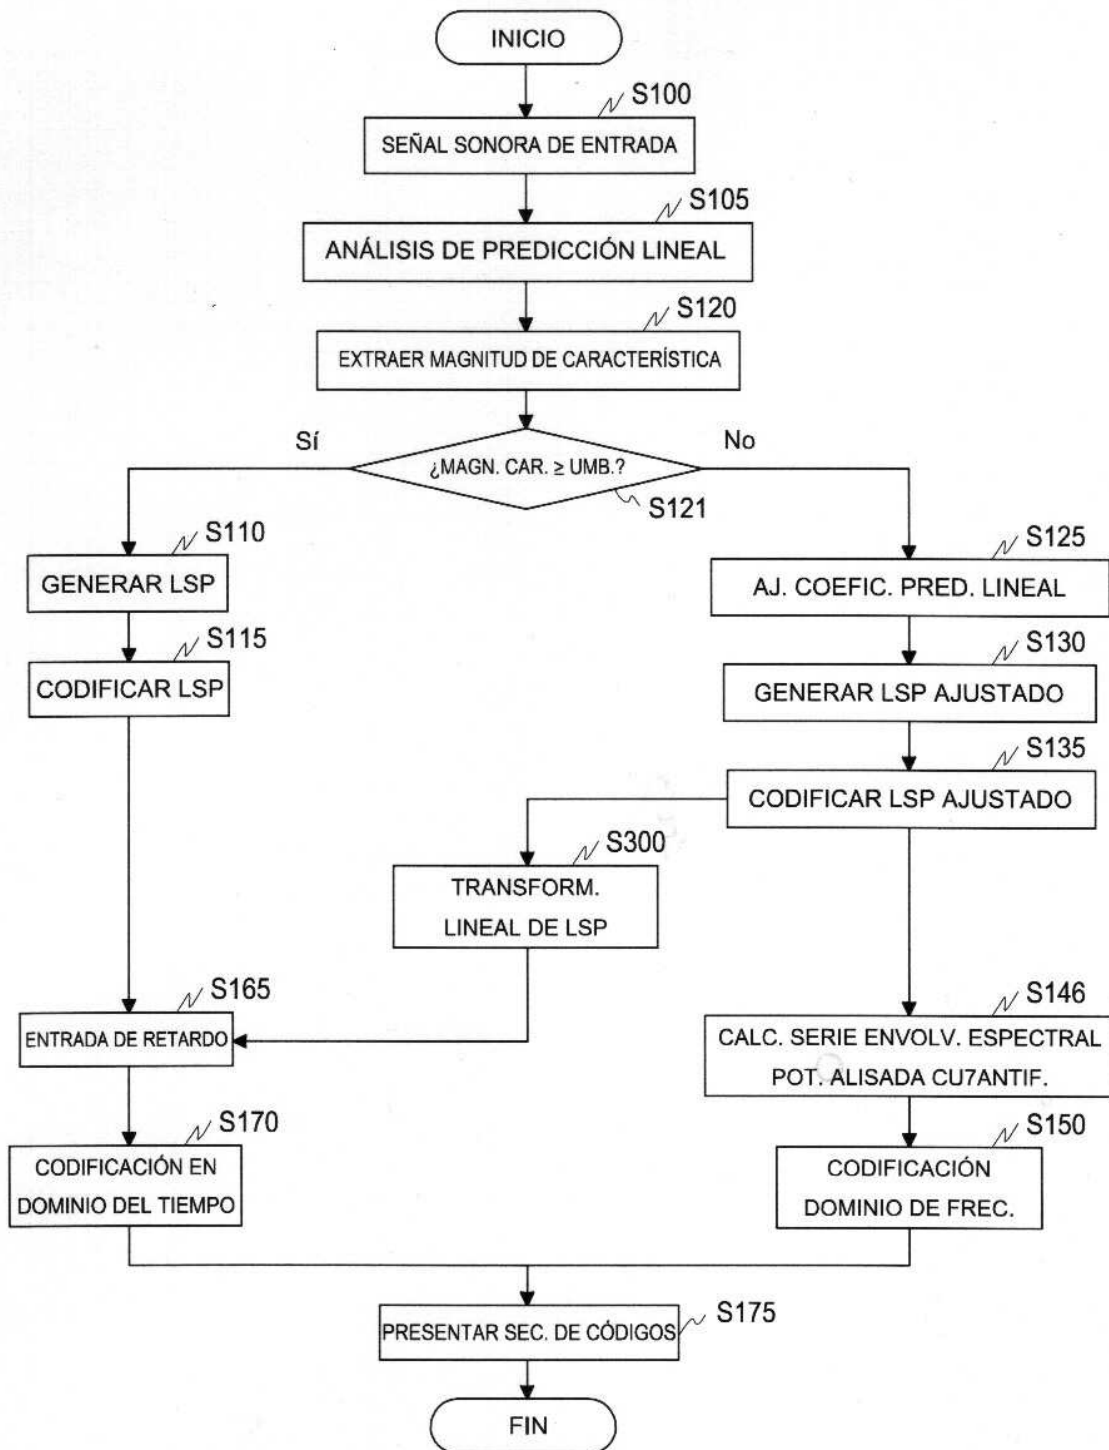 INICIO
S100
SEÑAL SONORA DE ENTRADA
S105
ANÁLISIS DE PREDICCIÓN LINEAL
S120
EXTRAER MAGNITUD DE CARACTERÍSTICA
Sí
¿MAGN. CAR. ≥ UMB.?
No
S121
S110
GENERAR LSP
S125
AJ. COEFIC. PRED. LINEAL
S115
CODIFICAR LSP
S130
GENERAR LSP AJUSTADO
S135
CODIFICAR LSP AJUSTADO
S300
TRANSFORM.
LINEAL DE LSP
S165
ENTRADA DE RETARDO
S146
CALC. SERIE ENVOLV. ESPECTRAL
POT. ALISADA CU7ANTIF.
S170
CODIFICACIÓN EN
DOMINIO DEL TIEMPO
S150
CODIFICACIÓN
DOMINIO DE FREC.
S175
PRESENTAR SEC. DE CÓDIGOS
FIN